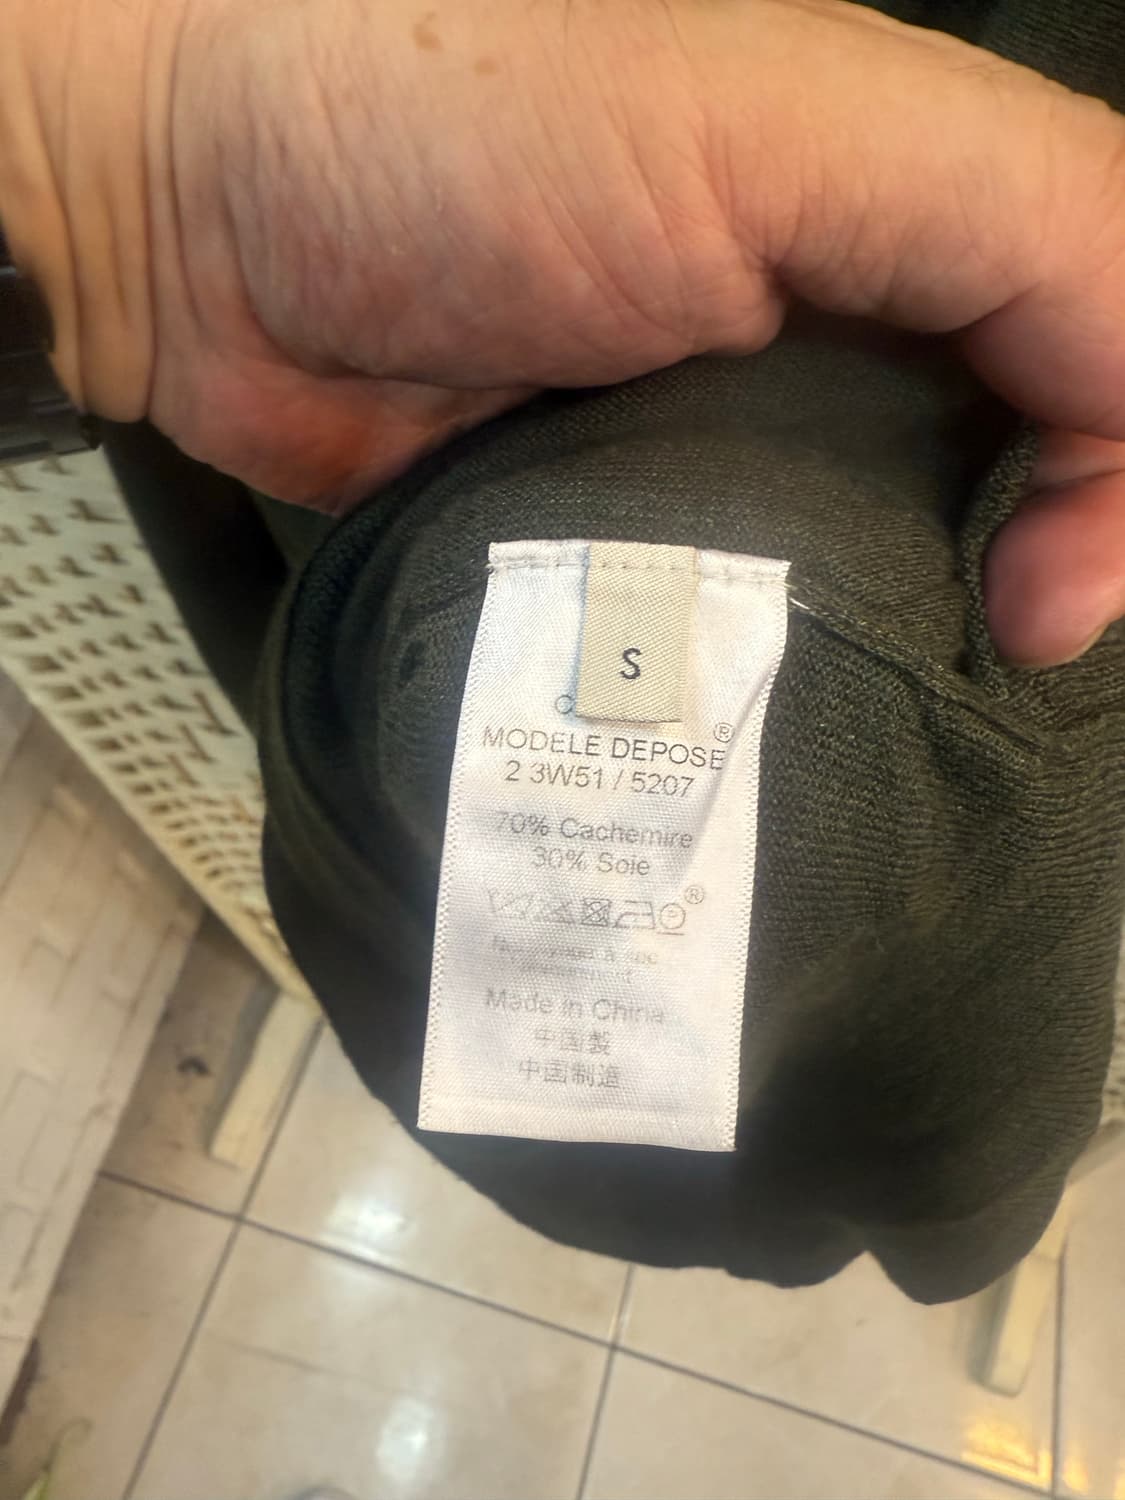 S
C
®
MODELE DEPOSE
2 3W51 / 5207
70% Cachemire
30% Soie
®
P
Made in China
中国製
中国制造